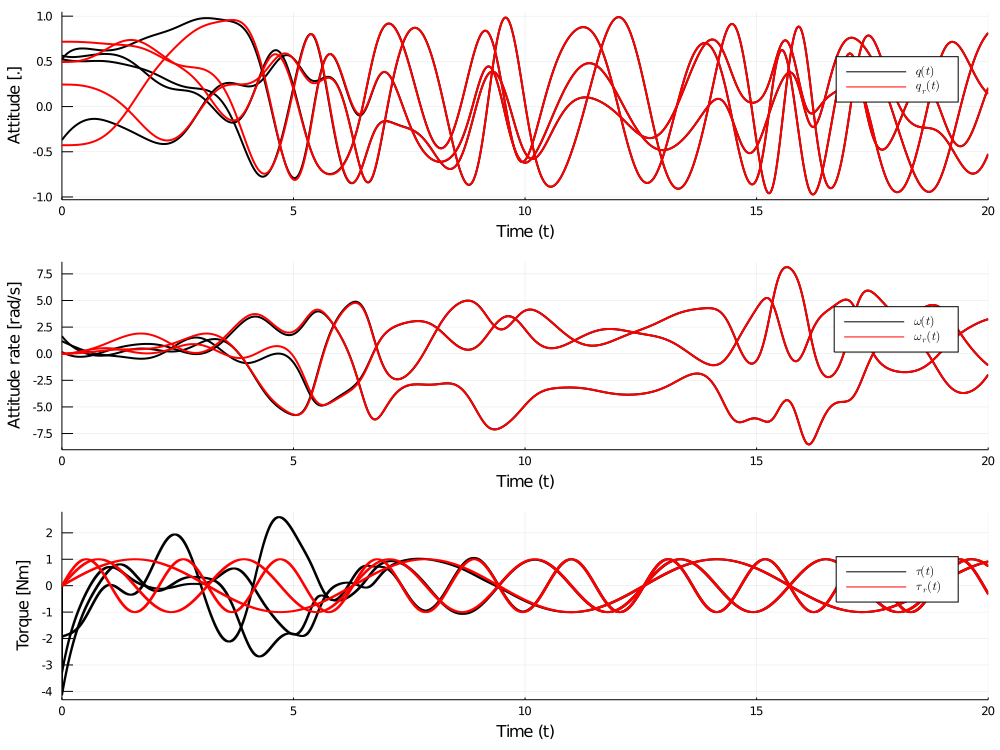 1.0
0.5
0.0
-0.5
-1.0
Attitude [.]
q(t)
q_r(t)
0 5 10 15 20
Time (t)
7.5
5.0
2.5
0.0
-2.5
-5.0
-7.5
Attitude rate [rad/s]
ω(t)
ω_r(t)
0 5 10 15 20
Time (t)
2
1
0
-1
-2
-3
-4
Torque [Nm]
τ(t)
τ_r(t)
0 5 10 15 20
Time (t)